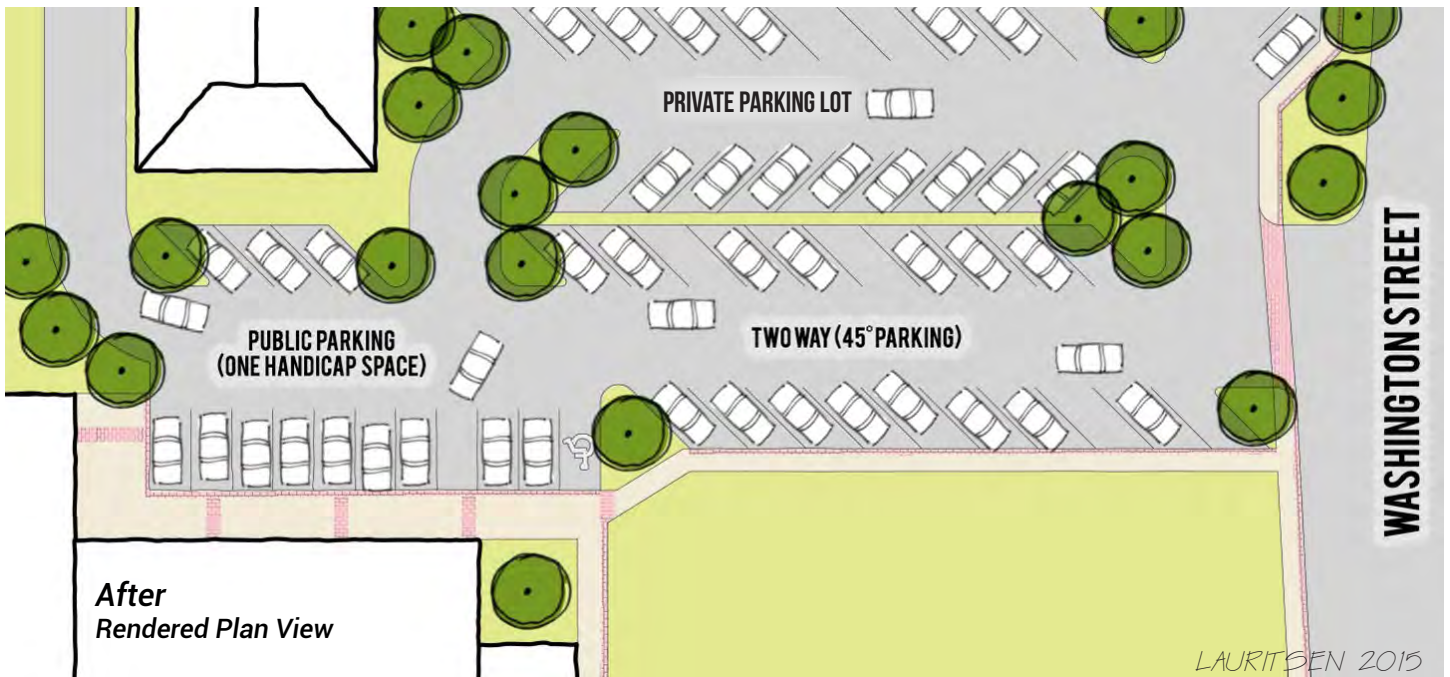 PRIVATE PARKING LOT
PUBLIC PARKING
(ONE HANDICAP SPACE)
TWO WAY (45° PARKING)
WASHINGTON STREET
After
Rendered Plan View
LAURITSEN 2015